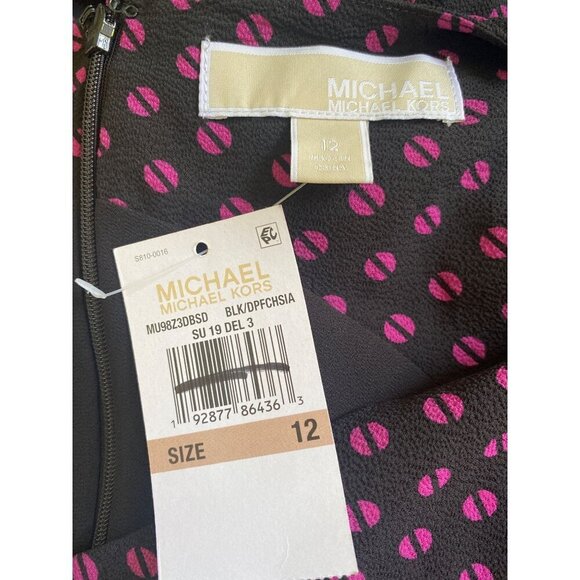 MICHAEL
MICHAEL KORS
12
S810-0016
MICHAEL
MICHAEL KORS
MU98Z3DBSD BLK/DPFCHSIA
SU 19 DEL 3
1 92877 86436 3
SIZE 12